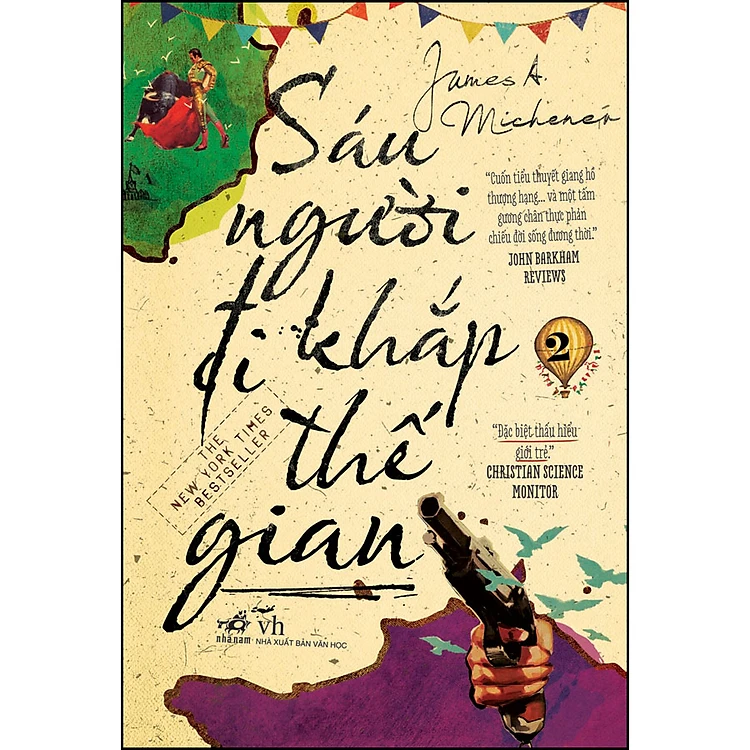 James A.
Michener
Sáu
người
đi khắp
thế
gian
“Cuốn tiểu thuyết giang hồ
thượng hạng... và một tấm
gương chân thực phản
chiếu đời sống đương thời.”
JOHN BARKHAM
REVIEWS
2
“Đặc biệt thấu hiểu
giới trẻ.”
CHRISTIAN SCIENCE
MONITOR
THE
NEW YORK TIMES
BESTSELLER
nhã nam
vh
NHÀ XUẤT BẢN VĂN HỌC